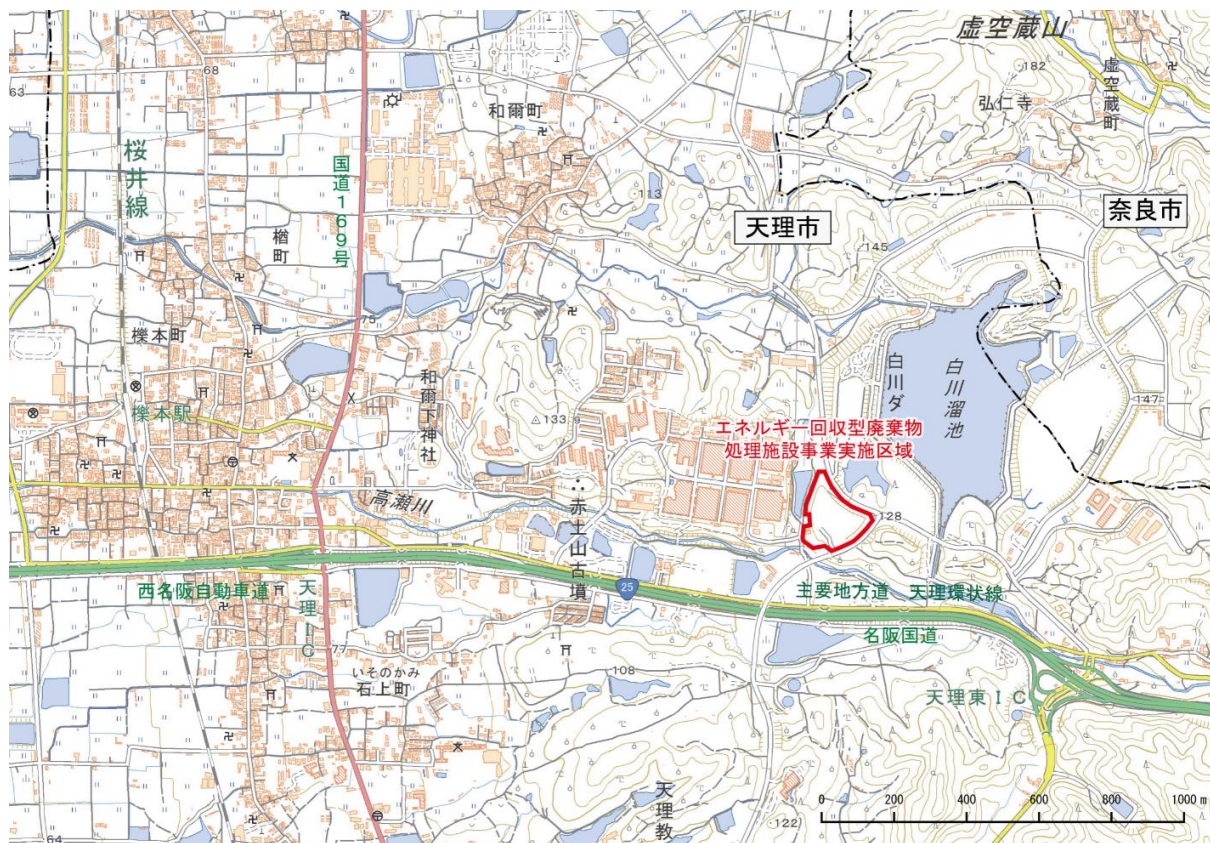 虚空蔵山
68
182
63
和爾町
弘仁寺
虚空蔵町
桜井線
国道169号
113
奈良市
天理市
楢町
145
75
櫟本町
和爾下神社
白川ダ
白川溜池
147
櫟本駅
133.9
エネルギー回収型廃棄物
処理施設事業実施区域
高瀬川
128
赤土山古墳
西名阪自動車道
天理IC
25
主要地方道 天理環状線
名阪国道
77
いそのかみ
石上町
108
天理東IC
天理教
122
64
0 200 400 600 800 1000 m